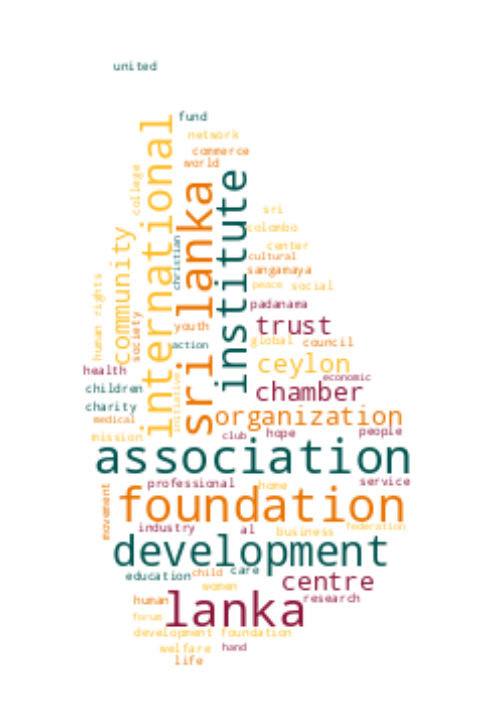 united
fund
network
commerce
world
international
college
sri lanka
institute
christian
sri
colombo
center
cultural
sangamaya
peace social
community
human rights
society
padanama
youth
trust
action
global council
ceylon
health
economic
children
chamber
initiative
charity
medical
organization
mission
club hope people
association
professional home service
movement
foundation
industry al business federation
development
education child care
women
centre
human
lanka
research
forum
development foundation
welfare hand
life